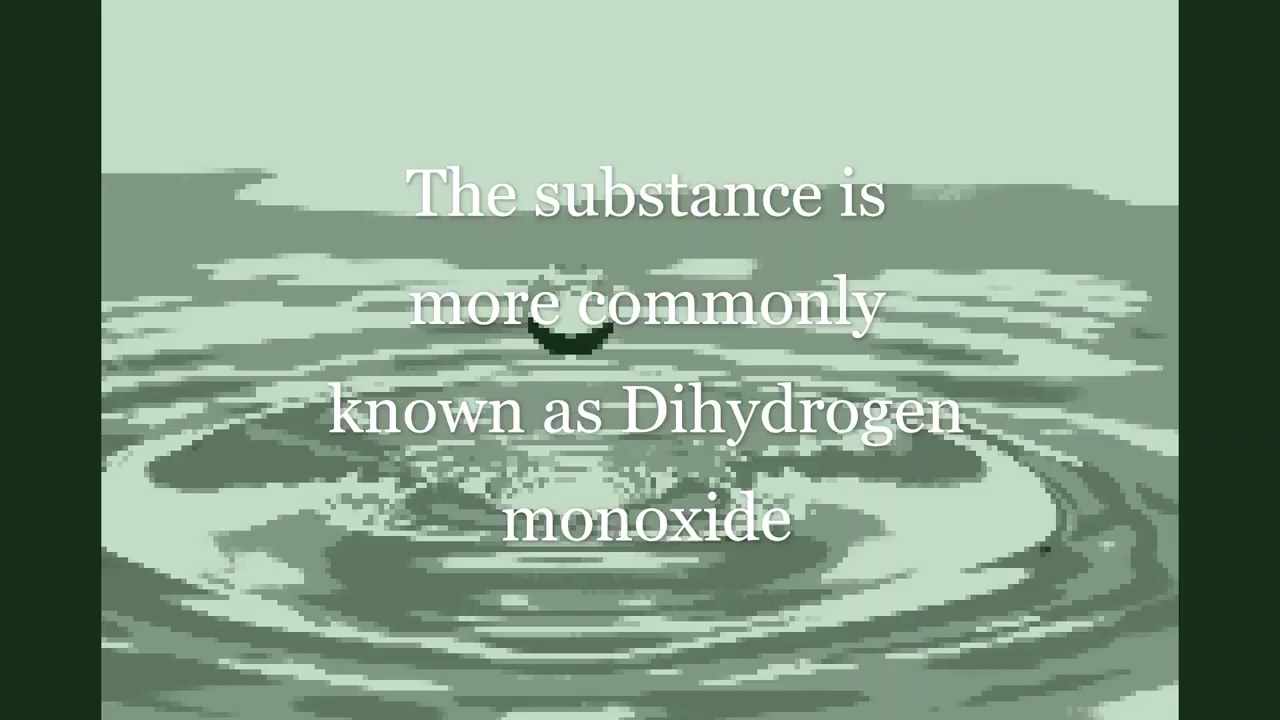 The substance is
more commonly
known as Dihydrogen
monoxide